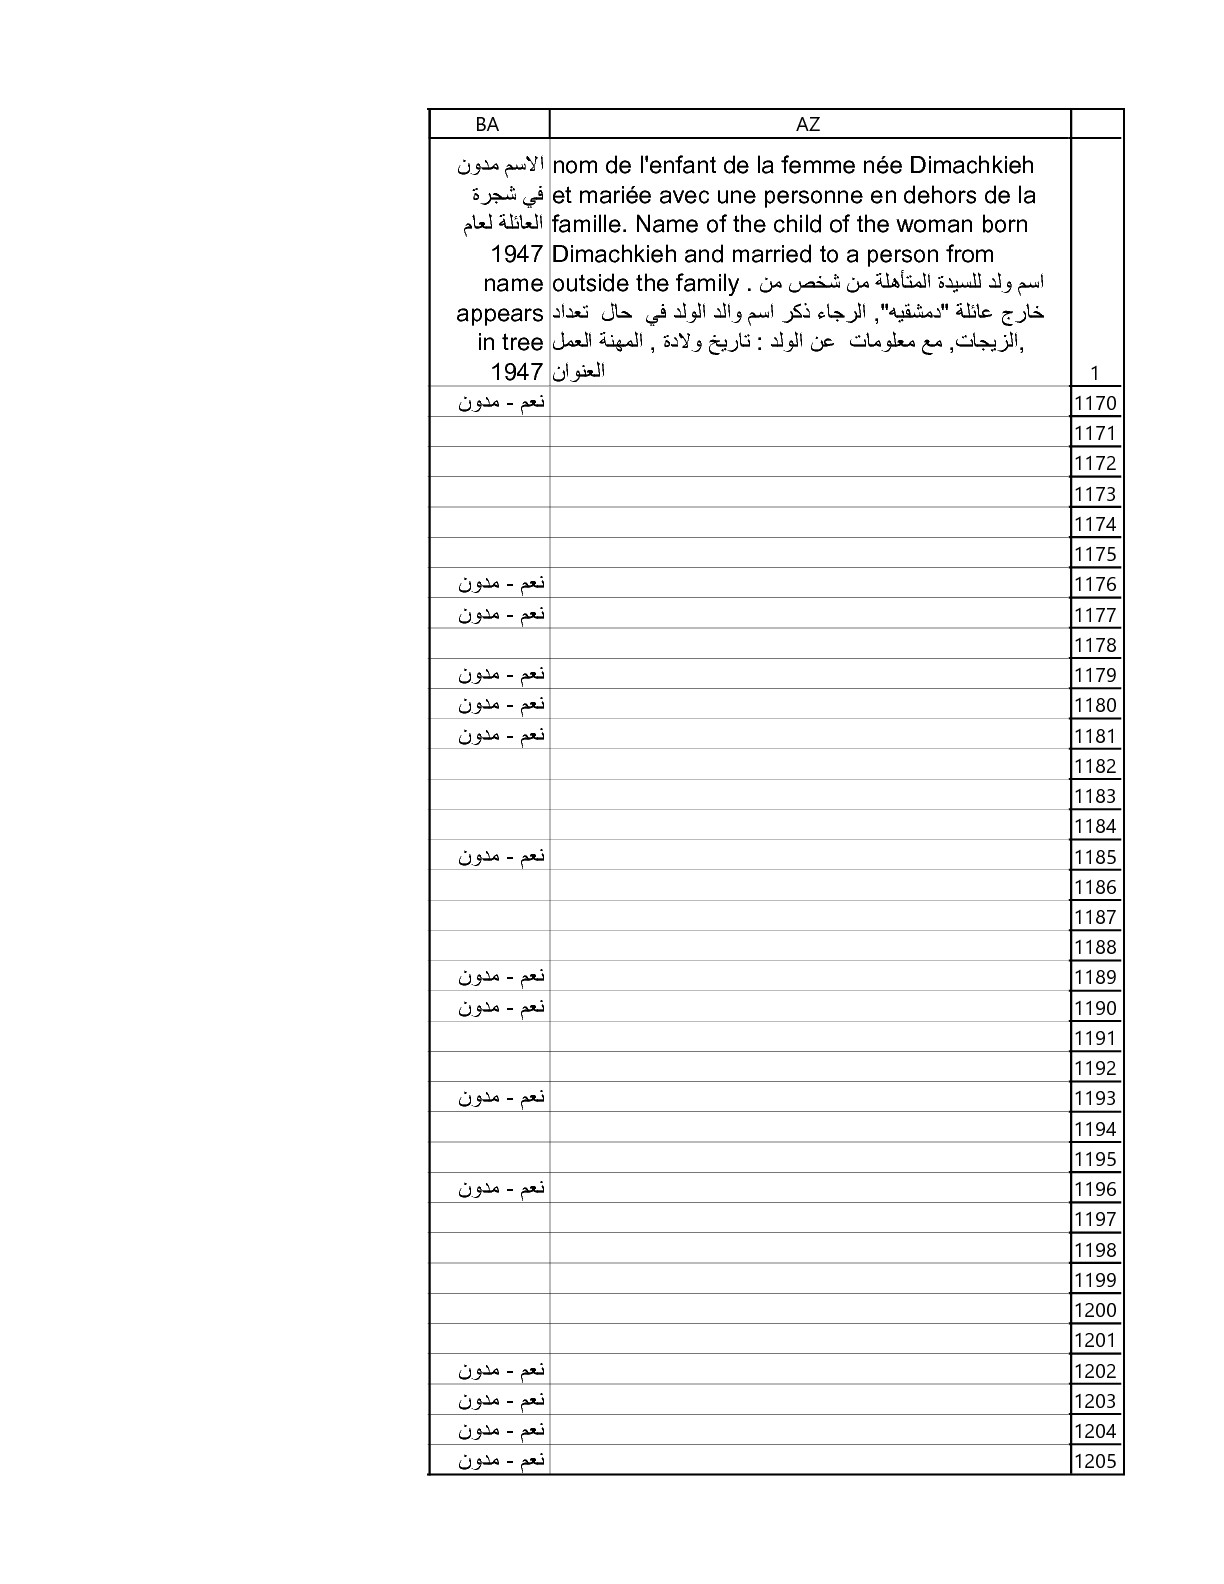 BA AZ
الاسم مدون
في شجرة
العائلة لعام
1947
name
appears
in tree
1947
nom de l'enfant de la femme née Dimachkieh
et mariée avec une personne en dehors de la
famille. Name of the child of the woman born
Dimachkieh and married to a person from
outside the family . اسم ولد للسيدة المتأهلة من شخص من
خارج عائلة "دمشقيه", الرجاء ذكر اسم والد الولد في حال تعداد
الزيجات, مع معلومات عن الولد : تاريخ ولادة , المهنة العمل,
العنوان
1
نعم - مدون 1170
1171
1172
1173
1174
1175
نعم - مدون 1176
نعم - مدون 1177
1178
نعم - مدون 1179
نعم - مدون 1180
نعم - مدون 1181
1182
1183
1184
نعم - مدون 1185
1186
1187
1188
نعم - مدون 1189
نعم - مدون 1190
1191
1192
نعم - مدون 1193
1194
1195
نعم - مدون 1196
1197
1198
1199
1200
1201
نعم - مدون 1202
نعم - مدون 1203
نعم - مدون 1204
نعم - مدون 1205